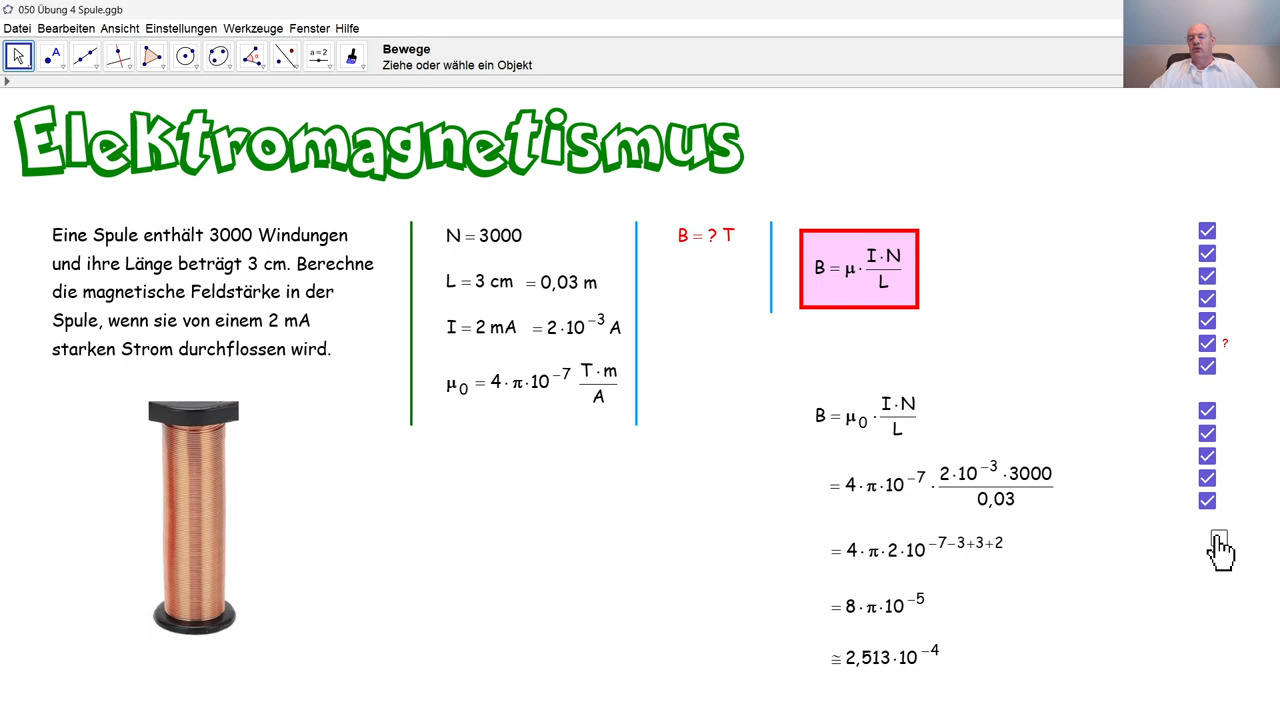 050 Übung 4 Spule.ggb
Datei Bearbeiten Ansicht Einstellungen Werkzeuge Fenster Hilfe
A
a=2
Bewege
Ziehe oder wähle ein Objekt
Elektromagnetismus
Eine Spule enthält 3000 Windungen
und ihre Länge beträgt 3 cm. Berechne
die magnetische Feldstärke in der
Spule, wenn sie von einem 2 mA
starken Strom durchflossen wird.
N = 3000
L = 3 cm = 0,03 m
I = 2 mA = 2·10⁻³ A
μ₀ = 4·π·10⁻⁷ T·m/A
B = ? T
B = μ · I·N/L
?
B = μ₀ · I·N/L
= 4·π·10⁻⁷ · 2·10⁻³·3000/0,03
= 4·π·2·10⁻⁷⁻³⁺³⁺²
= 8·π·10⁻⁵
≅ 2,513·10⁻⁴